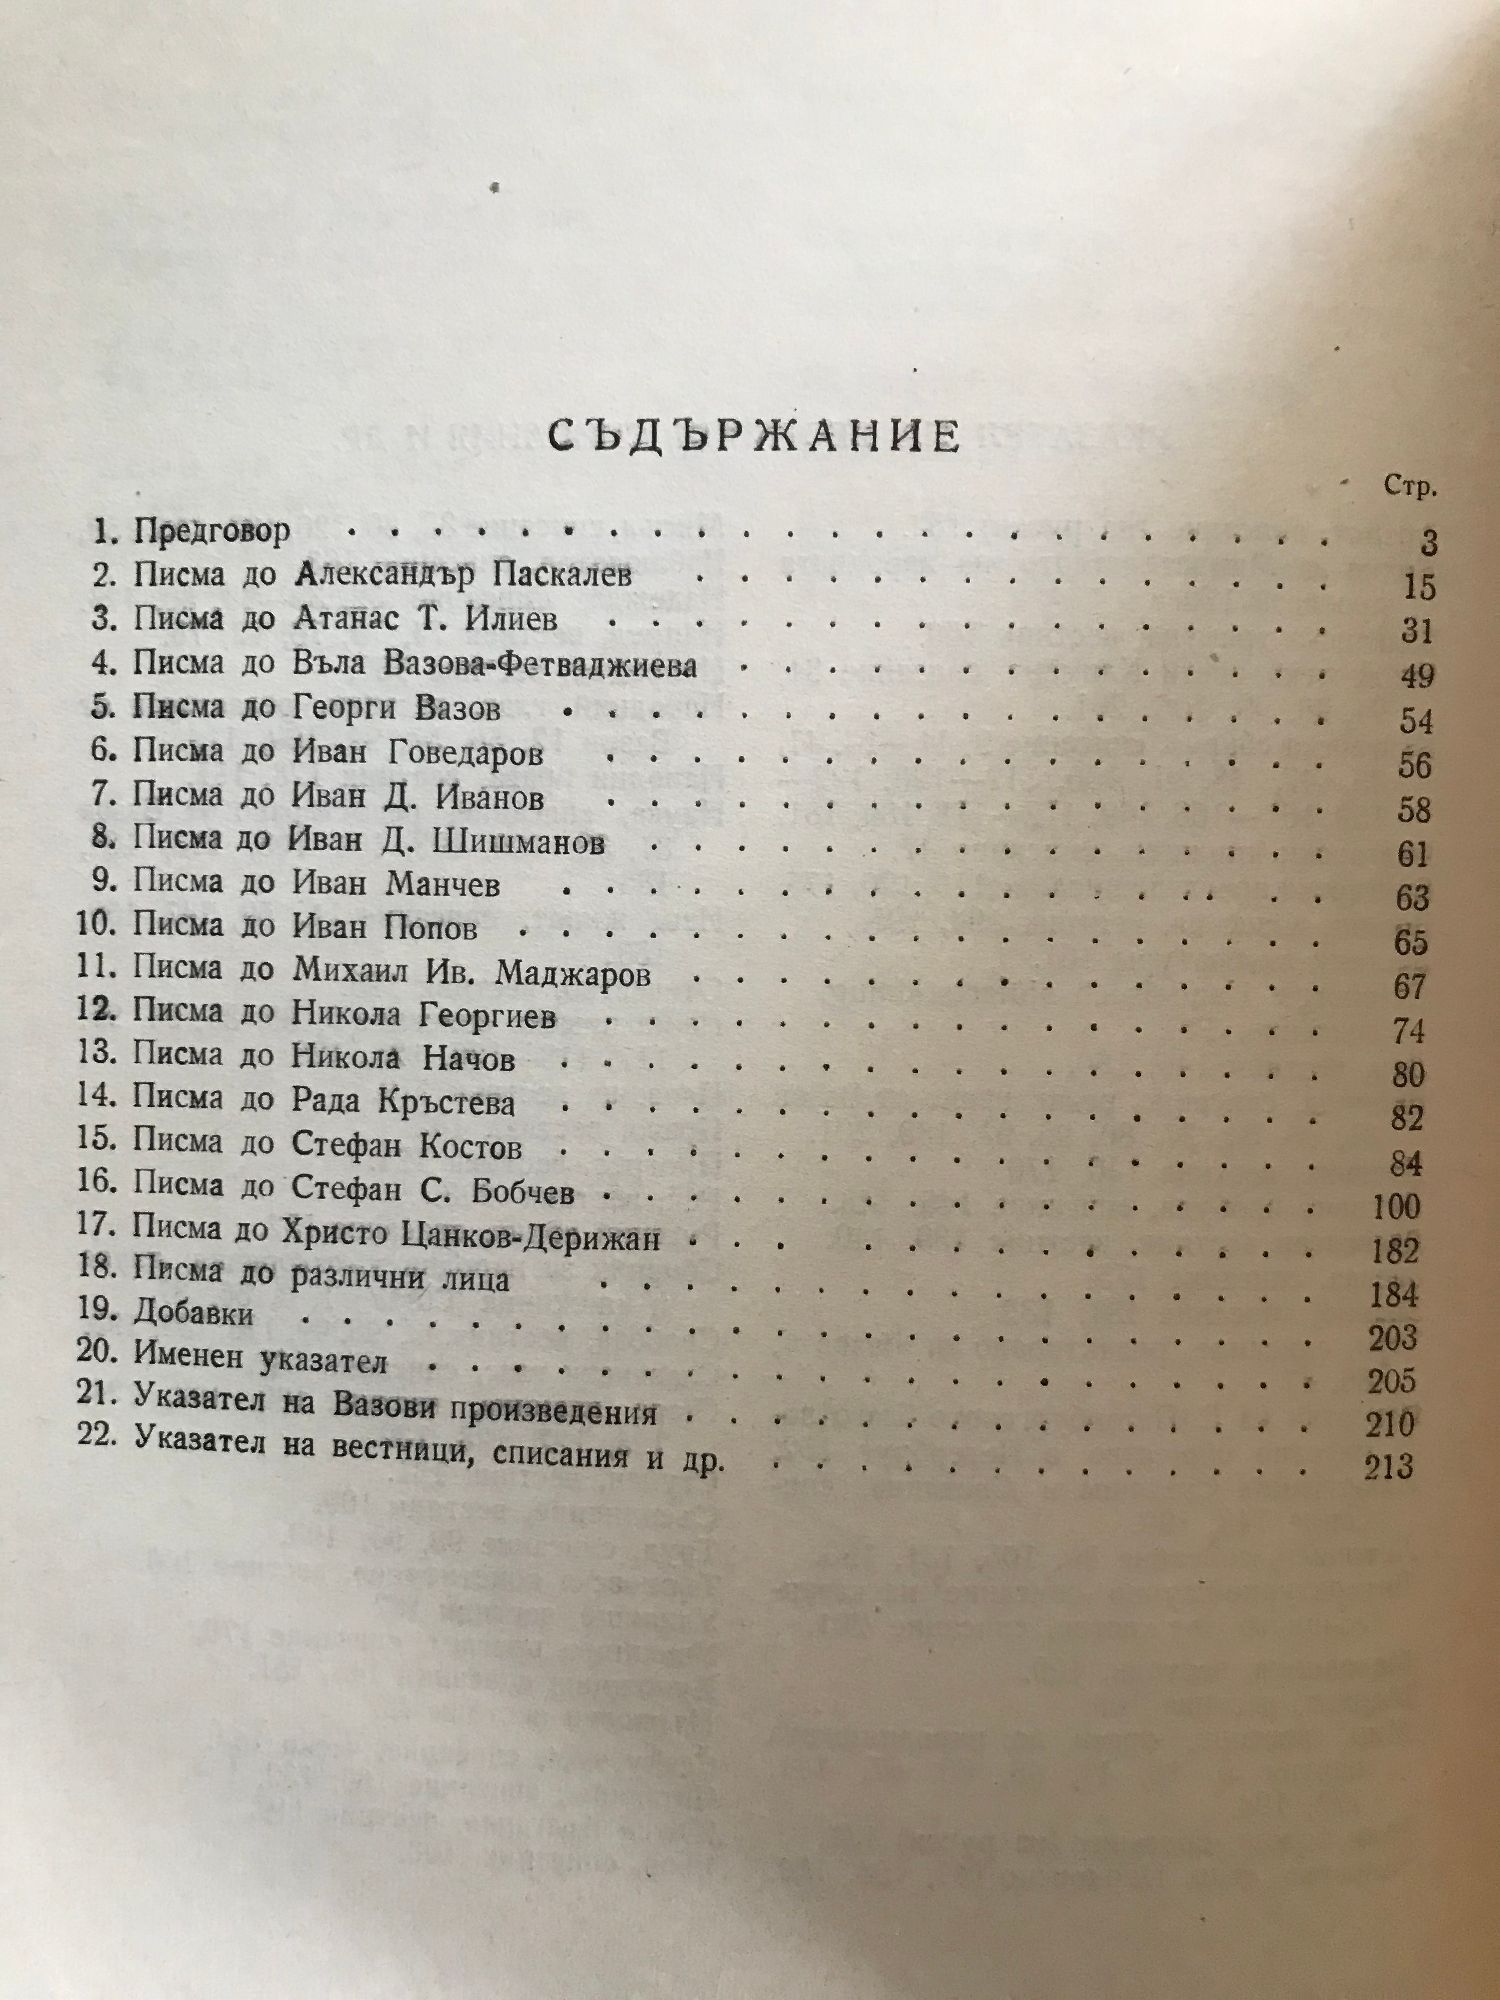 СЪДЪРЖАНИЕ
Стр.
1. Предговор . . . . . . . . . . . . . . . . . . . . . . . 3
2. Писма до Александър Паскалев . . . . . . . . . . . . . . . 15
3. Писма до Атанас Т. Илиев . . . . . . . . . . . . . . . . . 31
4. Писма до Въла Вазова-Фетваджиева . . . . . . . . . . . . . . 49
5. Писма до Георги Вазов . . . . . . . . . . . . . . . . . . 54
6. Писма до Иван Говедаров . . . . . . . . . . . . . . . . . 56
7. Писма до Иван Д. Иванов . . . . . . . . . . . . . . . . . 58
8. Писма до Иван Д. Шишманов . . . . . . . . . . . . . . . . 61
9. Писма до Иван Манчев . . . . . . . . . . . . . . . . . . 63
10. Писма до Иван Попов . . . . . . . . . . . . . . . . . . . 65
11. Писма до Михаил Ив. Маджаров . . . . . . . . . . . . . . . 67
12. Писма до Никола Георгиев . . . . . . . . . . . . . . . . . 74
13. Писма до Никола Начов . . . . . . . . . . . . . . . . . . 80
14. Писма до Рада Кръстева . . . . . . . . . . . . . . . . . . 82
15. Писма до Стефан Костов . . . . . . . . . . . . . . . . . . 84
16. Писма до Стефан С. Бобчев . . . . . . . . . . . . . . . . . 100
17. Писма до Христо Цанков-Дерижан . . . . . . . . . . . . . . 182
18. Писма до различни лица . . . . . . . . . . . . . . . . . 184
19. Добавки . . . . . . . . . . . . . . . . . . . . . . . . 203
20. Именен указател . . . . . . . . . . . . . . . . . . . . . 205
21. Указател на Вазови произведения . . . . . . . . . . . . . . . 210
22. Указател на вестници, списания и др. . . . . . . . . . . . . . 213